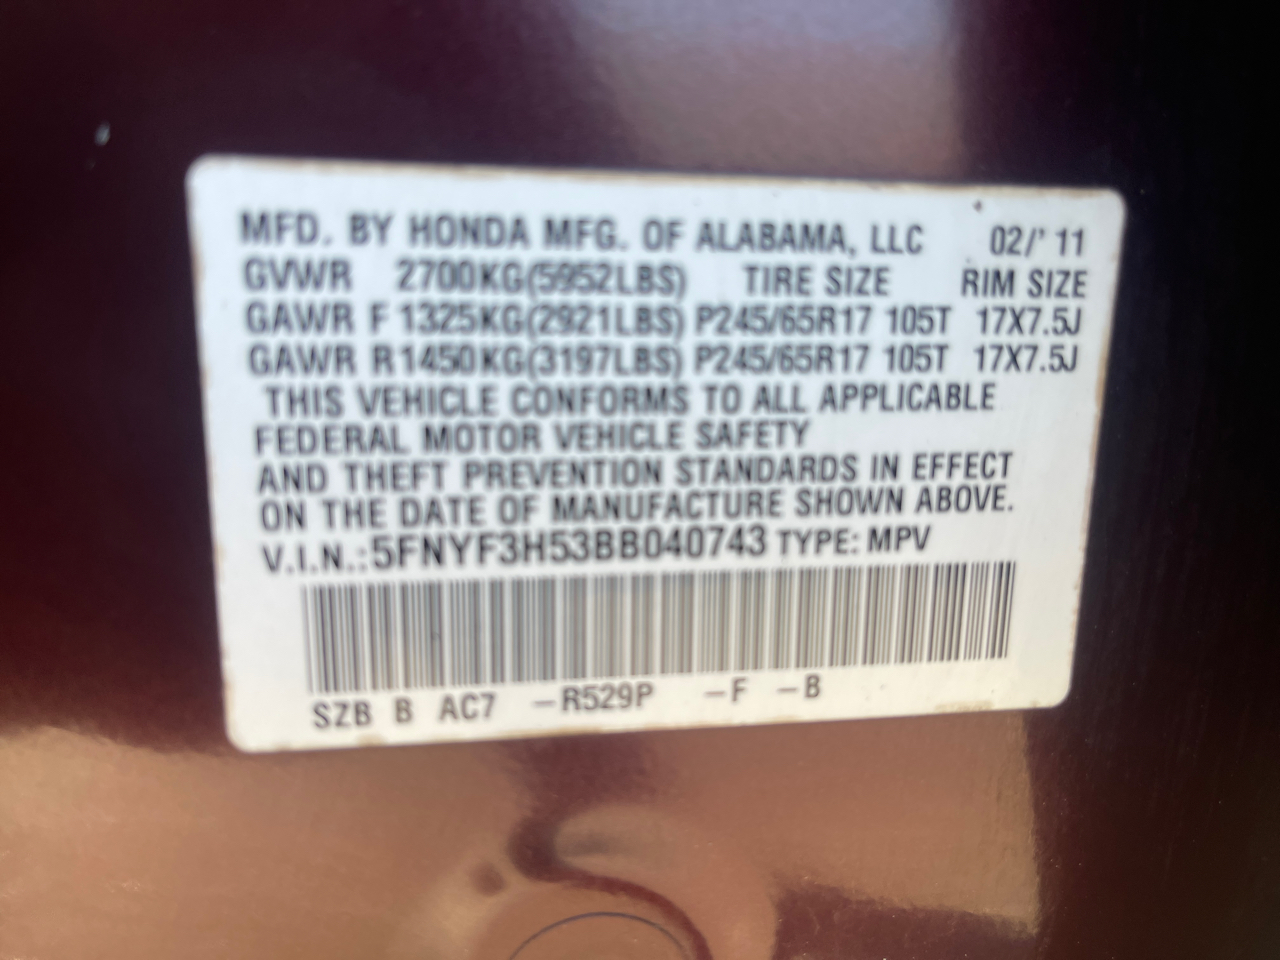 MFD. BY HONDA MFG. OF ALABAMA, LLC 02/' 11
GVWR 2700KG(5952LBS) TIRE SIZE RIM SIZE
GAWR F 1325KG(2921LBS) P245/65R17 105T 17X7.5J
GAWR R1450KG(3197LBS) P245/65R17 105T 17X7.5J
THIS VEHICLE CONFORMS TO ALL APPLICABLE
FEDERAL MOTOR VEHICLE SAFETY
AND THEFT PREVENTION STANDARDS IN EFFECT
ON THE DATE OF MANUFACTURE SHOWN ABOVE.
V.I.N.:5FNYF3H53BB040743 TYPE: MPV
SZB B AC7 –R529P –F –B